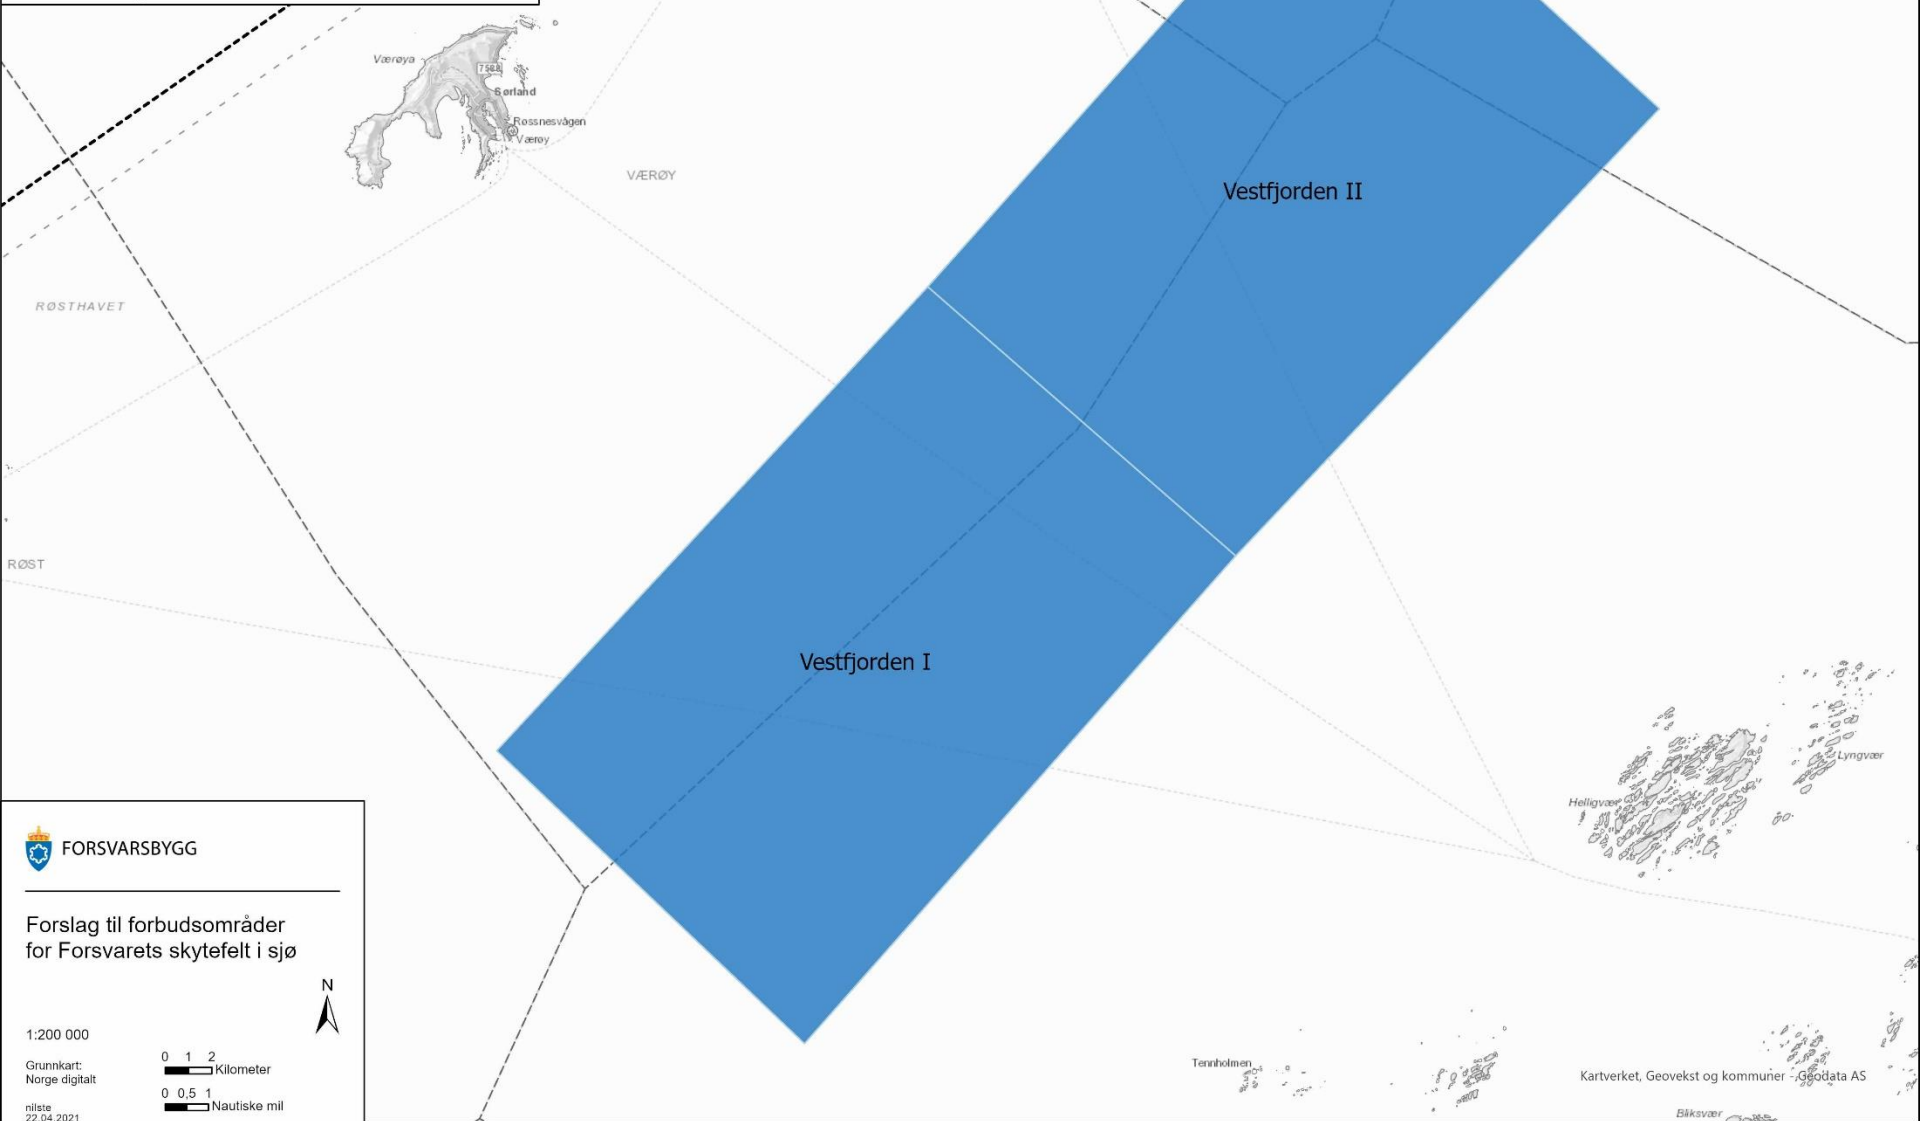 Værøya
7588
Sørland
Røssnesvågen
Værøy
VÆRØY
Vestfjorden II
RØSTHAVET
RØST
Vestfjorden I
Lyngvær
Helligvær
FORSVARSBYGG
Forslag til forbudsområder
for Forsvarets skytefelt i sjø
N
1:200 000
Grunnkart:
Norge digitalt
0 1 2
Kilometer
0 0,5 1
Nautiske mil
nilste
22.04.2021
Tennholmen
Kartverket, Geovekst og kommuner - Geodata AS
Bliksvær